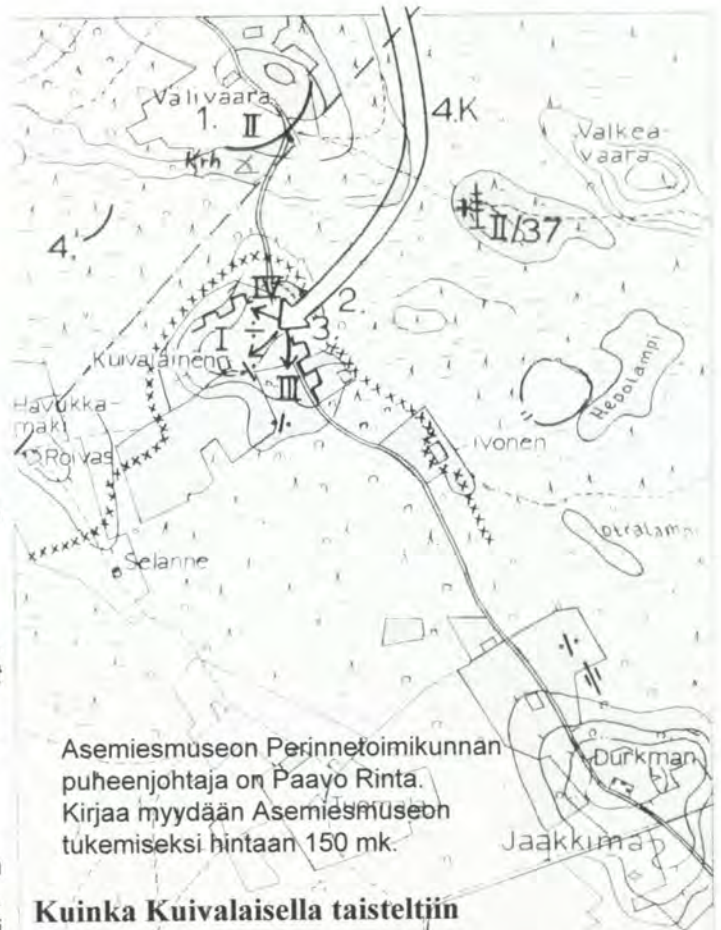 Välivaara
1. II
4.K
Krh
Valkea-
vaara
4.
II/37
IV
2.
I
3.
Kuivalainen
III
Havukka-
mäki
Roivas
Hepolampi
ivonen
Selänne
Asemiesmuseon Perinnetoimikunnan
puheenjohtaja on Paavo Rinta.
Kirjaa myydään Asemiesmuseon
tukemiseksi hintaan 150 mk.
Durkman
Jaakkima
Kuinka Kuivalaisella taisteltiin